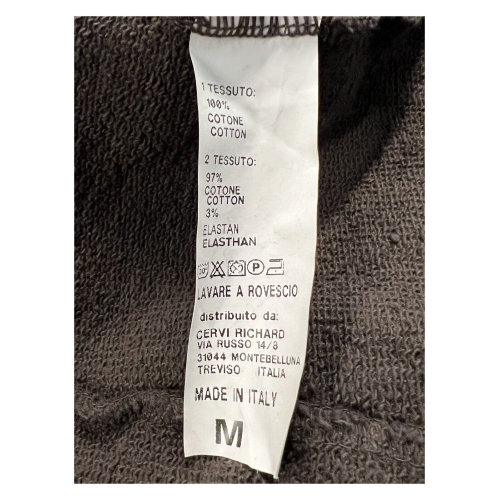 1 TESSUTO:
100%
COTONE
COTTON
2 TESSUTO:
97%
COTONE
COTTON
3%
ELASTAN
ELASTHAN
30° P
LAVARE A ROVESCIO
distribuito da:
CERVI RICHARD
VIA RUSSO 14/8
31044 MONTEBELLUNA
TREVISO ITALIA
MADE IN ITALY
M